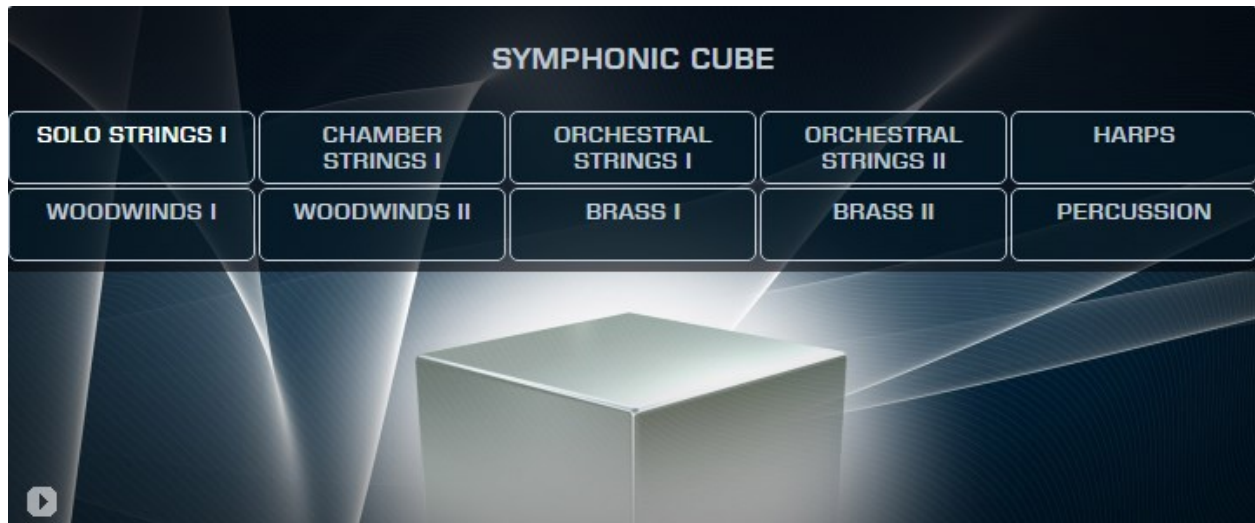 SYMPHONIC CUBE
SOLO STRINGS I
CHAMBER
STRINGS I
ORCHESTRAL
STRINGS I
ORCHESTRAL
STRINGS II
HARPS
WOODWINDS I
WOODWINDS II
BRASS I
BRASS II
PERCUSSION